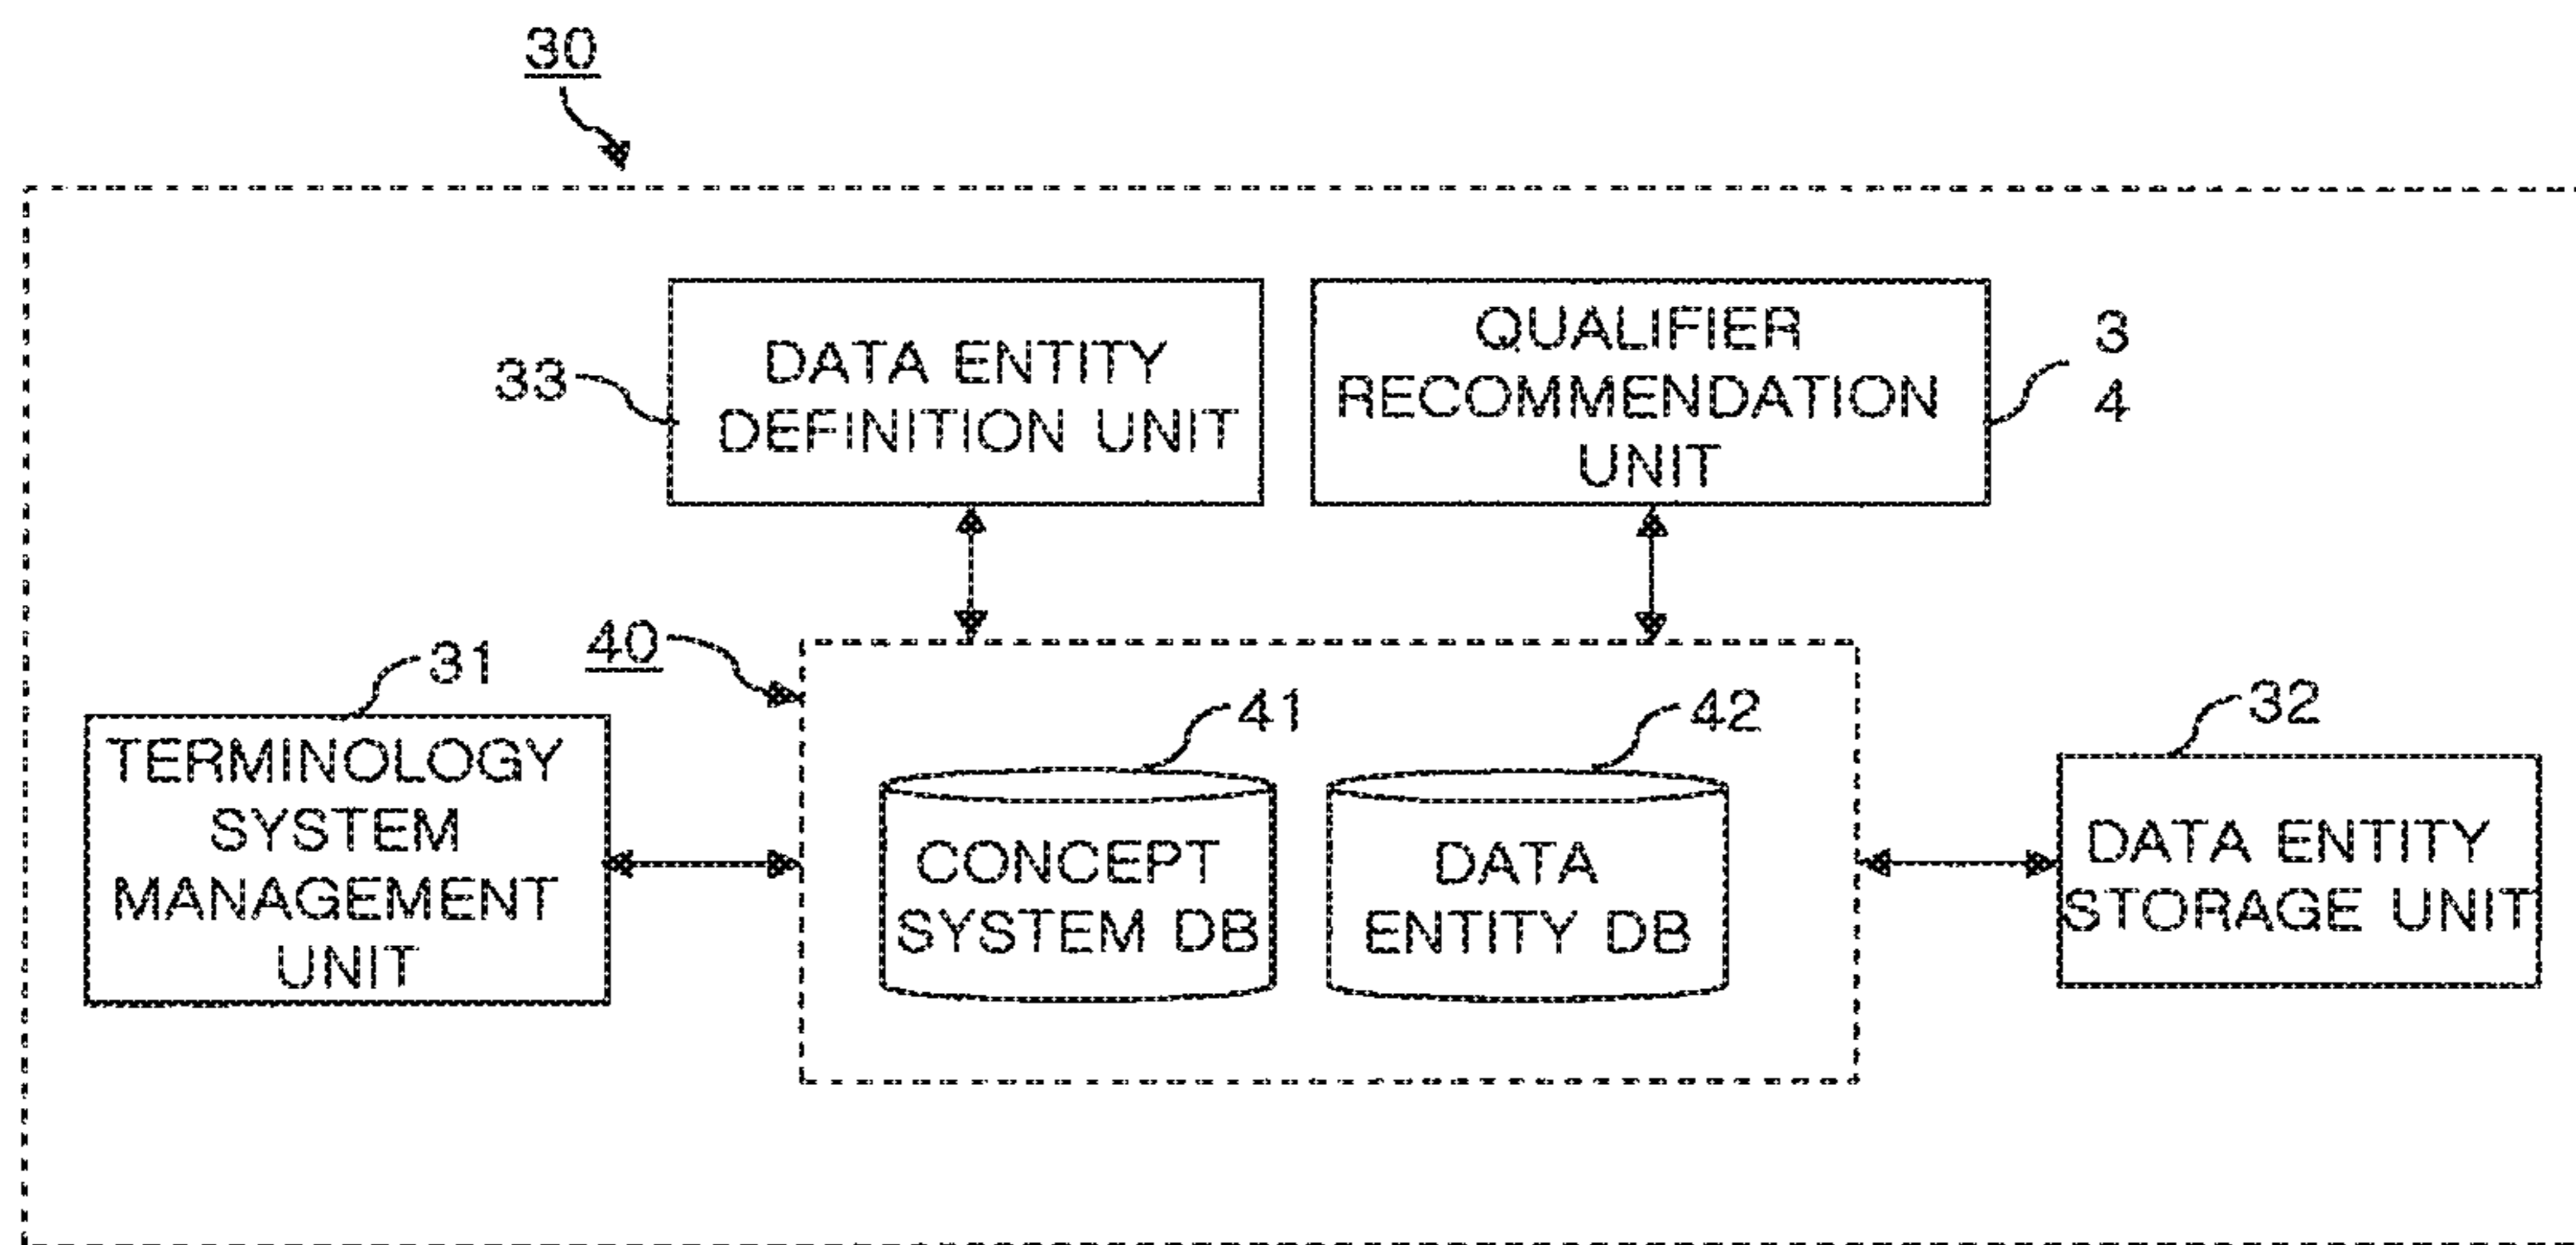 30
DATA ENTITY
DEFINITION UNIT
33
QUALIFIER
RECOMMENDATION
UNIT
3
4
40
31
TERMINOLOGY
SYSTEM
MANAGEMENT
UNIT
41
CONCEPT
SYSTEM DB
42
DATA
ENTITY DB
32
DATA ENTITY
STORAGE UNIT